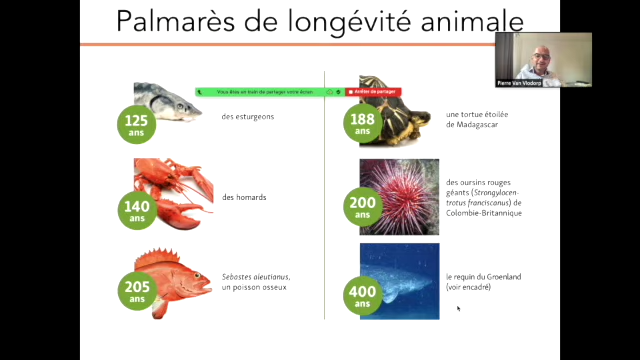 Palmarès de longévité animale
Pierre Van Vlodorp
Vous êtes en train de partager votre écran
Arrêter de partager
125
ans
des esturgeons
188
ans
une tortue étoilée
de Madagascar
140
ans
des homards
200
ans
des oursins rouges
géants (Strongylocen-
trotus franciscanus) de
Colombie-Britannique
205
ans
Sebastes aleutianus,
un poisson osseux
400
ans
le requin du Groenland
(voir encadré)